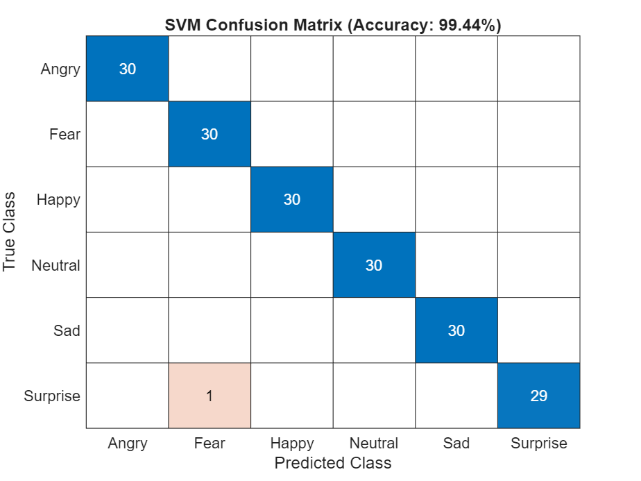 SVM Confusion Matrix (Accuracy: 99.44%)
Angry 30
Fear 30
Happy 30
Neutral 30
Sad 30
Surprise 1 29
Angry Fear Happy Neutral Sad Surprise
Predicted Class
True Class